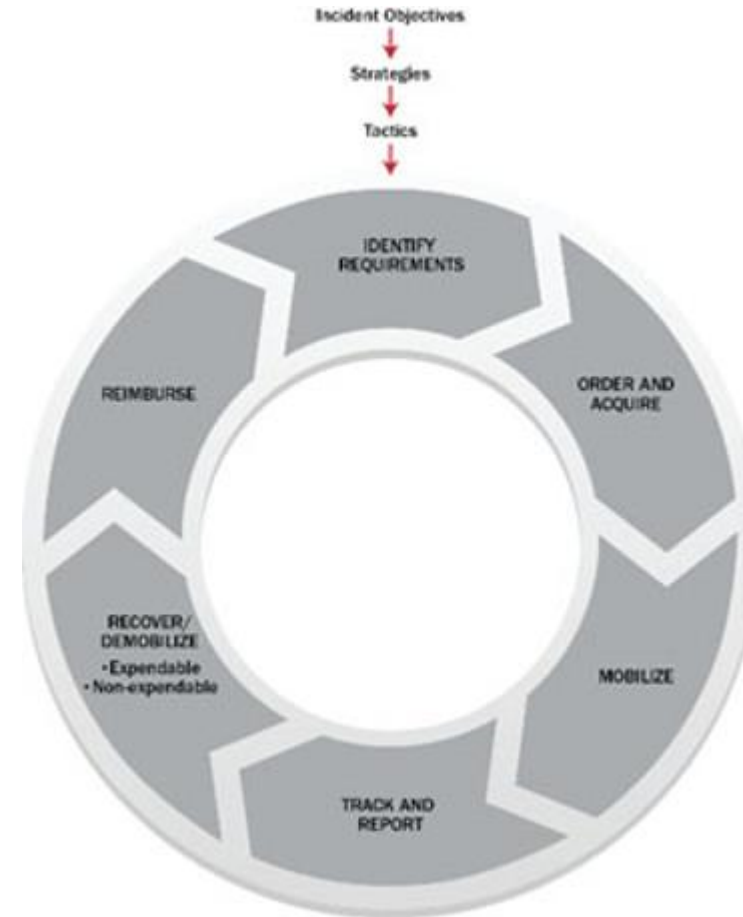 Incident Objectives
Strategies
Tactics
IDENTIFY
REQUIREMENTS
ORDER AND
ACQUIRE
MOBILIZE
TRACK AND
REPORT
RECOVER/
DEMOBILIZE
•Expendable
•Non-expendable
REIMBURSE